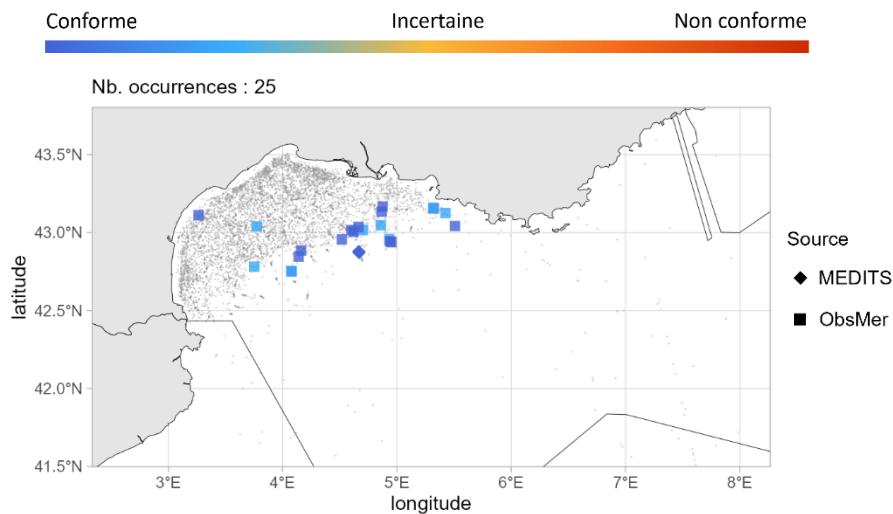 Conforme Incertaine Non conforme
Nb. occurrences : 25
43.5°N
43.0°N
42.5°N
42.0°N
41.5°N
latitude
3°E 4°E 5°E 6°E 7°E 8°E
longitude
Source
MEDITS
ObsMer